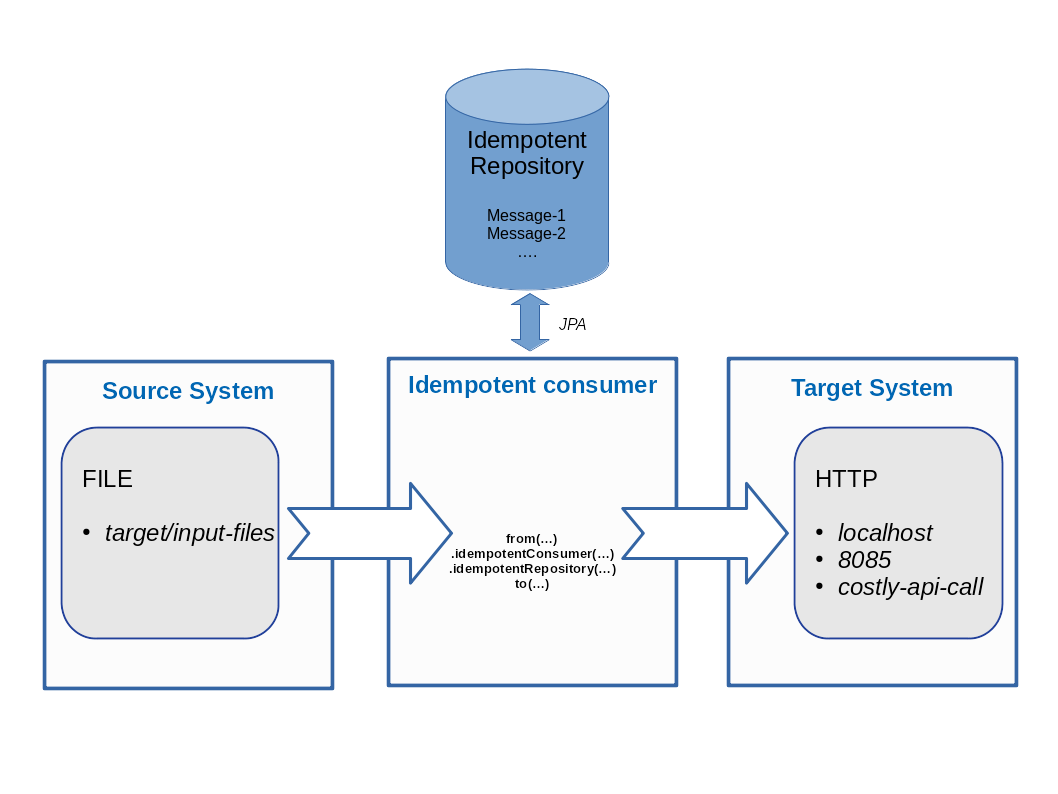 Idempotent
Repository
Message-1
Message-2
....
JPA
Source System
FILE
• target/input-files
Idempotent consumer
from(...)
.idempotentConsumer(...)
.idempotentRepository(...)
to(...)
Target System
HTTP
• localhost
• 8085
• costly-api-call